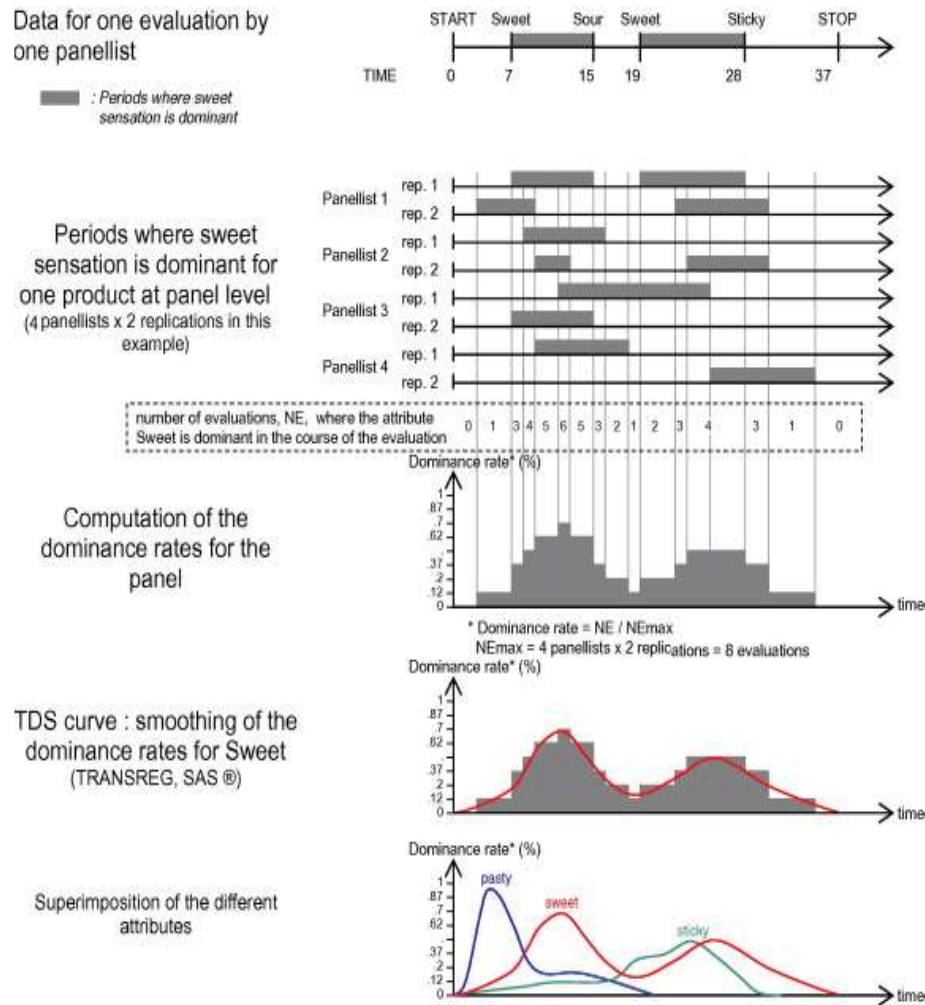 Data for one evaluation by
one panellist
START Sweet Sour Sweet Sticky STOP
TIME 0 7 15 19 28 37
: Periods where sweet
sensation is dominant
Periods where sweet
sensation is dominant for
one product at panel level
(4 panellists x 2 replications in this
example)
Panellist 1
rep. 1
rep. 2
Panellist 2
rep. 1
rep. 2
Panellist 3
rep. 1
rep. 2
Panellist 4
rep. 1
rep. 2
number of evaluations, NE, where the attribute
Sweet is dominant in the course of the evaluation
0 1 3 4 5 6 5 3 2 1 2 3 4 3 1 0
Computation of the
dominance rates for the
panel
Dominance rate* (%)
1
.87
.7
.62
.37
.2
.12
0
time
* Dominance rate = NE / NEmax
NEmax = 4 panellists x 2 replications = 8 evaluations
TDS curve : smoothing of the
dominance rates for Sweet
(TRANSREG, SAS ®)
Dominance rate* (%)
1
.87
.7
.62
.37
.2
.12
0
time
Superimposition of the different
attributes
Dominance rate* (%)
1
.87
.7
.62
.37
.2
.12
0
pasty
sweet
sticky
time